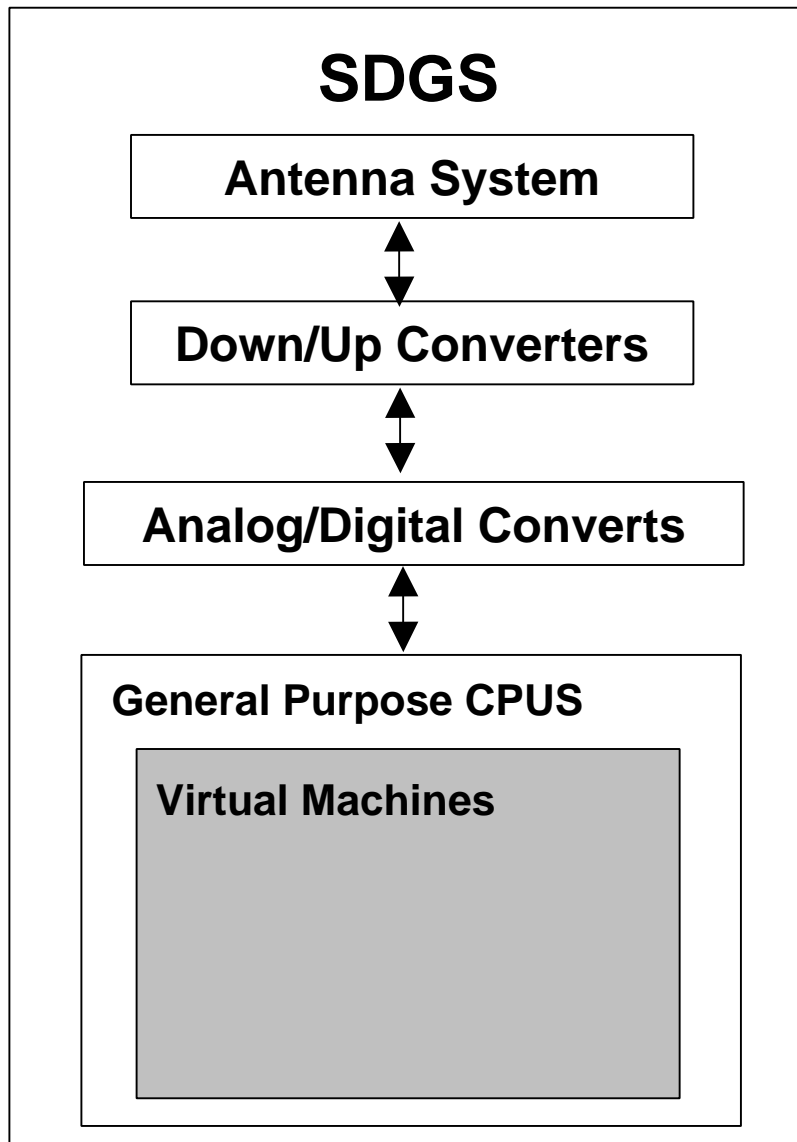 SDGS
Antenna System
Down/Up Converters
Analog/Digital Converts
General Purpose CPUS
Virtual Machines